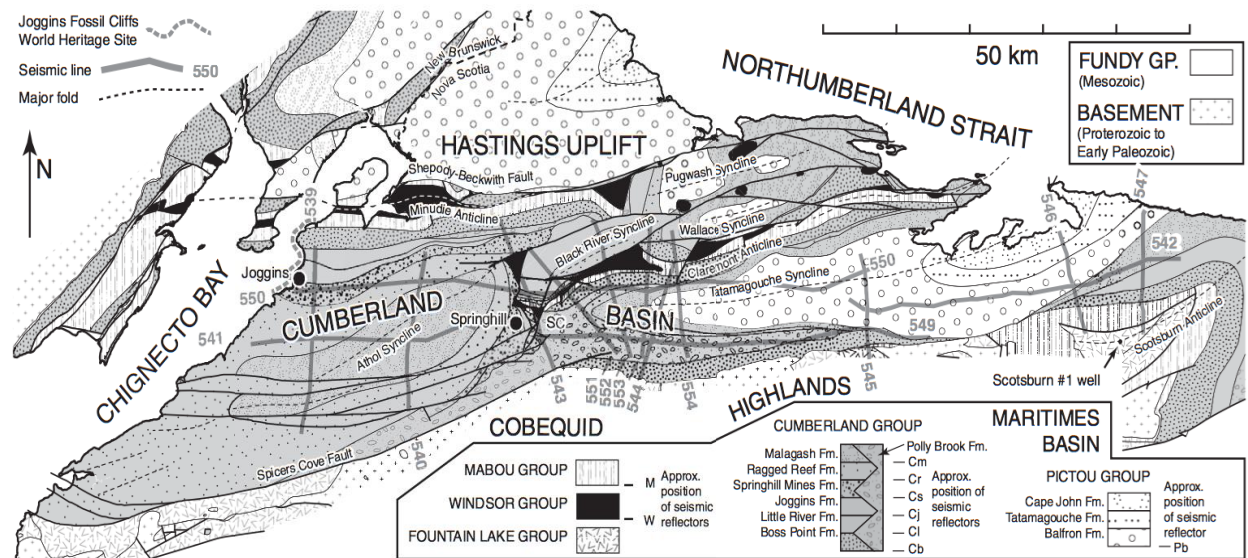 Joggins Fossil Cliffs
World Heritage Site
Seismic line
550
Major fold
N
New Brunswick
Nova Scotia
50 km
NORTHUMBERLAND STRAIT
FUNDY GP.
(Mesozoic)
BASEMENT
(Proterozoic to
Early Paleozoic)
HASTINGS UPLIFT
Shepody-Beckwith Fault
Pugwash Syncline
Minudie Anticline
Wallace Syncline
Black River Syncline
Claremont Anticline
Tatamagouche Syncline
539
547
546
542
Joggins
550
550
CUMBERLAND
BASIN
Springhill
SC
541
549
Athol Syncline
Scotsburn Anticline
CHIGNECTO BAY
Scotsburn #1 well
543
551
552
553
544
554
545
540
HIGHLANDS
COBEQUID
Spicers Cove Fault
MARITIMES
BASIN
MABOU GROUP
WINDSOR GROUP
FOUNTAIN LAKE GROUP
M
W
Approx.
position
of seismic
reflectors
CUMBERLAND GROUP
Malagash Fm.
Ragged Reef Fm.
Springhill Mines Fm.
Joggins Fm.
Little River Fm.
Boss Point Fm.
Polly Brook Fm.
Cm
Cr
Cs
Cj
Cl
Cb
Approx.
position of
seismic
reflectors
PICTOU GROUP
Cape John Fm.
Tatamagouche Fm.
Balfron Fm.
Approx.
position
of seismic
reflector
Pb